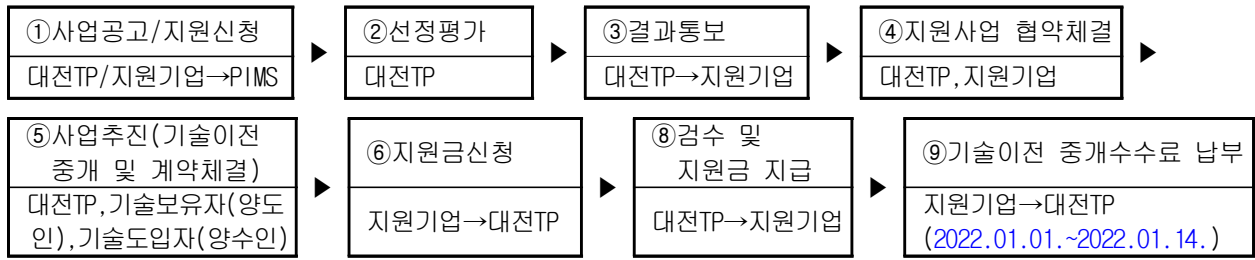 ①사업공고/지원신청
대전TP/지원기업→PIMS
▶
②선정평가
대전TP
▶
③결과통보
대전TP→지원기업
▶
④지원사업 협약체결
대전TP,지원기업
▶
⑤사업추진(기술이전
중개 및 계약체결)
대전TP,기술보유자(양도
인),기술도입자(양수인)
▶
⑥지원금신청
지원기업→대전TP
▶
⑧검수 및
지원금 지급
대전TP→지원기업
▶
⑨기술이전 중개수수료 납부
지원기업→대전TP
(2022.01.01.~2022.01.14.)